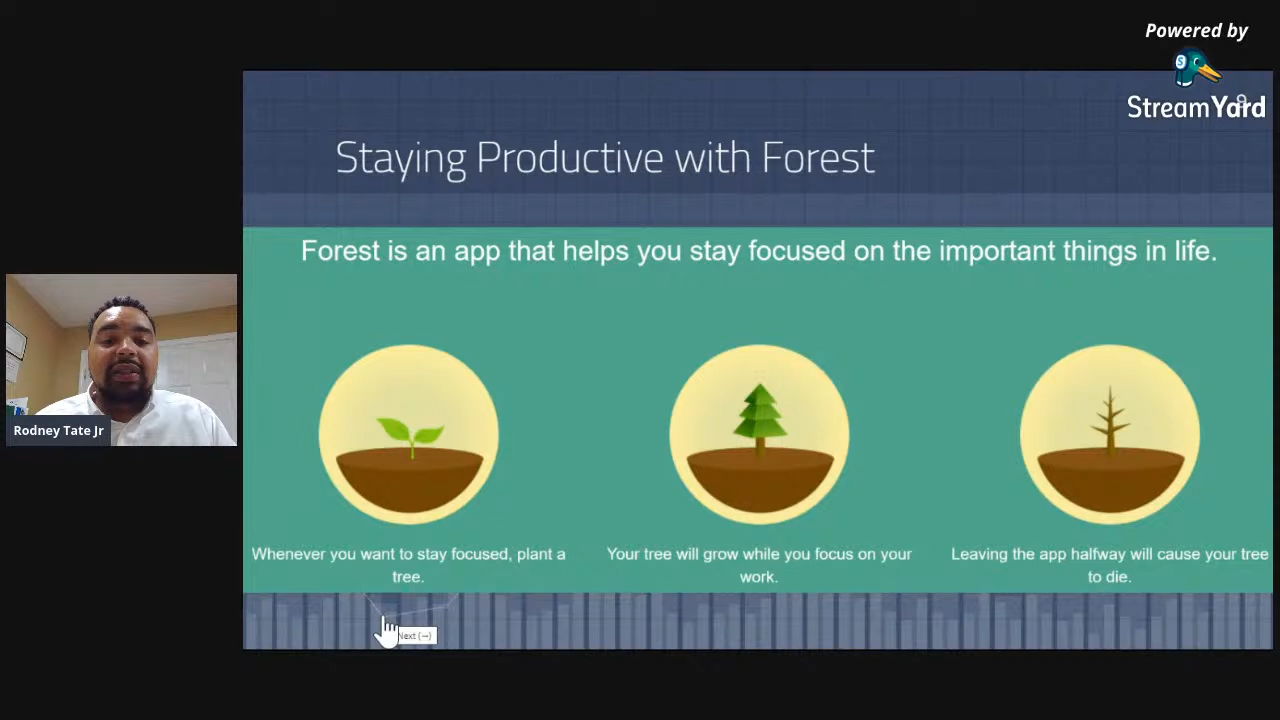 Powered by
StreamYard
9
Staying Productive with Forest
Forest is an app that helps you stay focused on the important things in life.
Rodney Tate Jr
Whenever you want to stay focused, plant a
tree.
Your tree will grow while you focus on your
work.
Leaving the app halfway will cause your tree
to die.
Next (→)